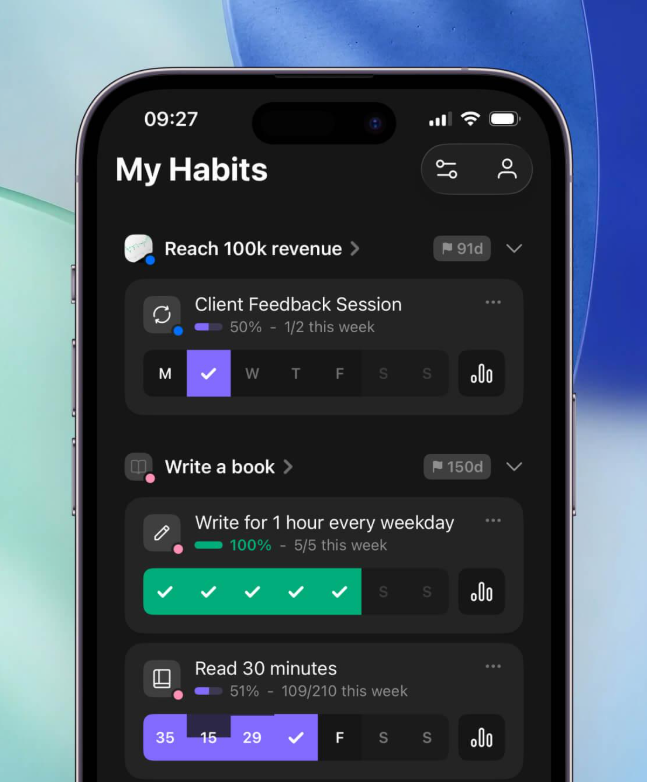 09:27
My Habits
Reach 100k revenue
91d
Client Feedback Session
50% - 1/2 this week
M W T F S S
Write a book
150d
Write for 1 hour every weekday
100% - 5/5 this week
S S
Read 30 minutes
51% - 109/210 this week
35 15 29 F S S